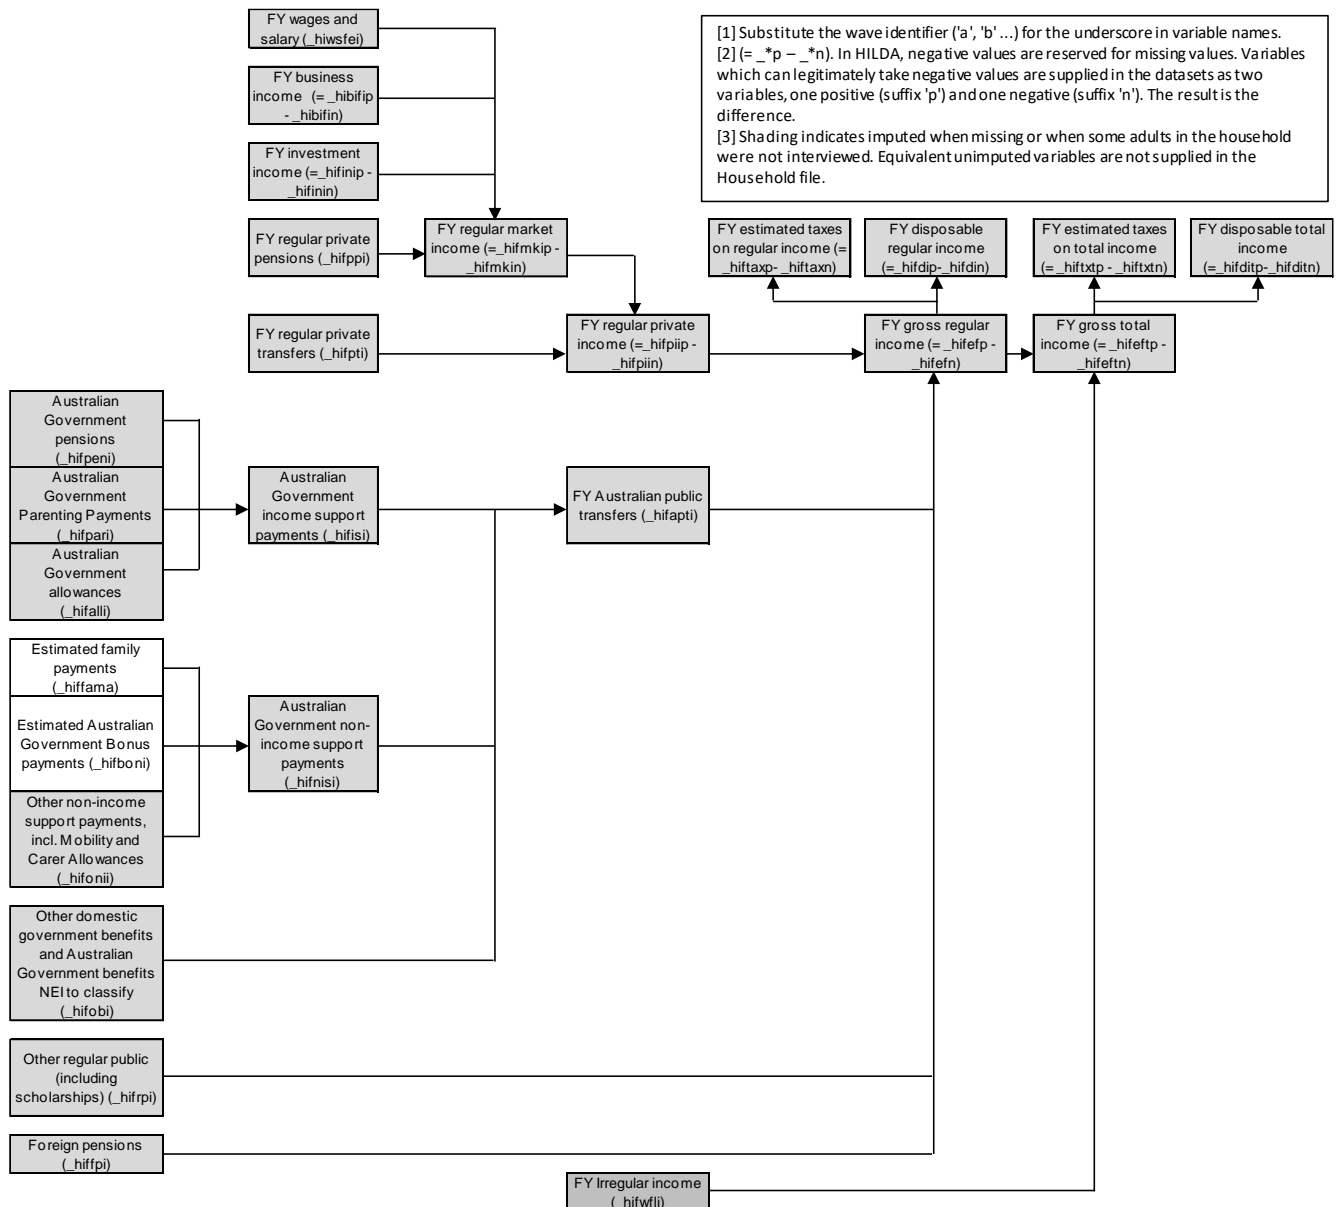 FY wages and
salary (_hiwsfei)
FY business
income (= _hibifip
- _hibifin)
FY investment
income (=_hifinip -
_hifinin)
FY regular private
pensions (_hifppi)
FY regular market
income (=_hifmkip -
_hifmkin)
FY regular private
transfers (_hifpti)
FY regular private
income (=_hifpiip -
_hifpiin)
[1] Substitute the wave identifier ('a', 'b' ...) for the underscore in variable names.
[2] (= _*p – _*n). In HILDA, negative values are reserved for missing values. Variables
which can legitimately take negative values are supplied in the datasets as two
variables, one positive (suffix 'p') and one negative (suffix 'n'). The result is the
difference.
[3] Shading indicates imputed when missing or when some adults in the household
were not interviewed. Equivalent unimputed variables are not supplied in the
Household file.
FY estimated taxes
on regular income (=
_hiftaxp- _hiftaxn)
FY disposable
regular income
(=_hifdip-_hifdin)
FY estimated taxes
on total income
(= _hiftxtp - _hiftxtn)
FY disposable total
income
(=_hifditp-_hifditn)
FY gross regular
income (= _hifefp -
_hifefn)
FY gross total
income (= _hifeftp -
_hifeftn)
Australian
Government
pensions
(_hifpeni)
Australian
Government
Parenting Payments
(_hifpari)
Australian
Government
allowances
(_hifalli)
Australian
Government
income support
payments (_hifisi)
FY Australian public
transfers (_hifapti)
Estimated family
payments
(_hiffama)
Estimated Australian
Government Bonus
payments (_hifboni)
Other non-income
support payments,
incl. Mobility and
Carer Allowances
(_hifonii)
Australian
Government non-
income support
payments
(_hifnisi)
Other domestic
government benefits
and Australian
Government benefits
NEI to classify
(_hifobi)
Other regular public
(including
scholarships) (_hifrpi)
Foreign pensions
(_hiffpi)
FY Irregular income
(_hifwfli)